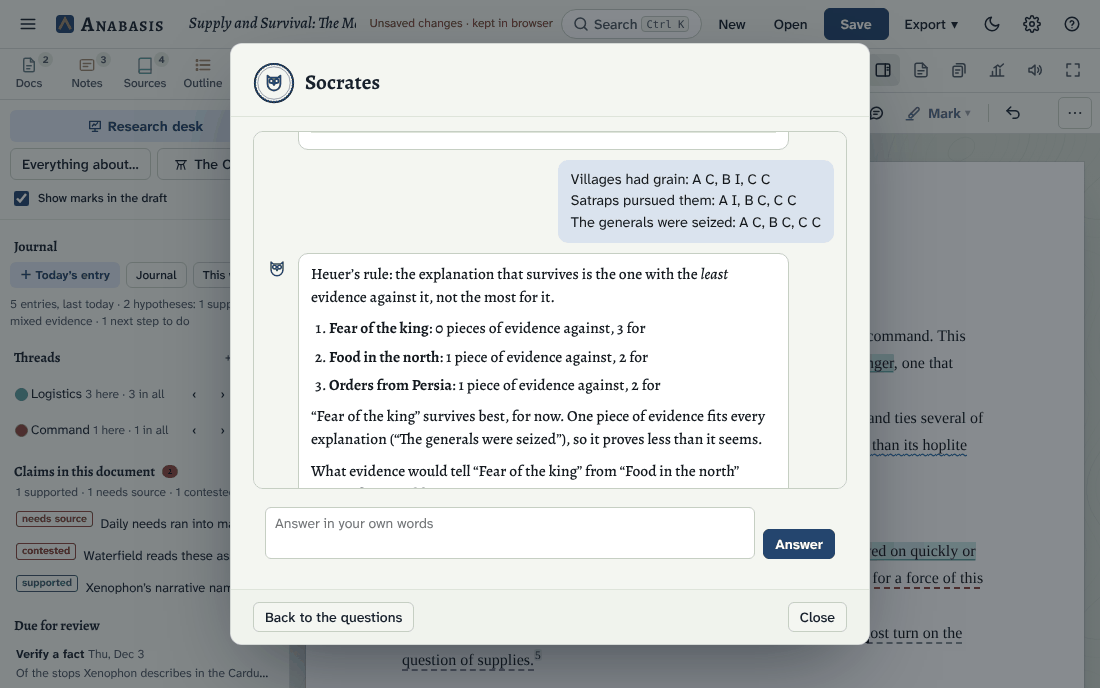 ANABASIS
Supply and Survival: The M
Unsaved changes · kept in browser
Search Ctrl K
New
Open
Save
Export ▾
Docs 2
Notes 3
Sources 4
Outline
Mark ▾
...
Research desk
Everything about...
The C
Show marks in the draft
Journal
+ Today's entry
Journal
This
5 entries, last today · 2 hypotheses: 1 supp
mixed evidence · 1 next step to do
Threads
Logistics 3 here · 3 in all ‹ ›
Command 1 here · 1 in all ‹ ›
Claims in this document 2
1 supported · 1 needs source · 1 contested
needs source Daily needs ran into ma
contested Waterfield reads these as
supported Xenophon's narrative nam
Due for review
Verify a fact Thu, Dec 3
Of the stops Xenophon describes in the Cardu...
Socrates
Villages had grain: A C, B I, C C
Satraps pursued them: A I, B C, C C
The generals were seized: A C, B C, C C
Heuer's rule: the explanation that survives is the one with the least
evidence against it, not the most for it.
1. Fear of the king: 0 pieces of evidence against, 3 for
2. Food in the north: 1 piece of evidence against, 2 for
3. Orders from Persia: 1 piece of evidence against, 2 for
“Fear of the king” survives best, for now. One piece of evidence fits every
explanation (“The generals were seized”), so it proves less than it seems.
What evidence would tell “Fear of the king” from “Food in the north”
Answer in your own words
Answer
Back to the questions
Close
command. This
nger, one that
and ties several of
than its hoplite
ed on quickly or
for a force of this
ost turn on the
question of supplies.5